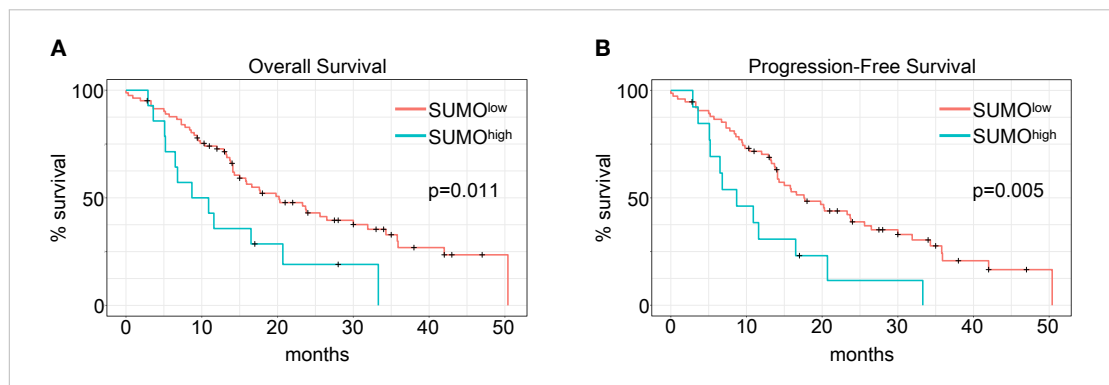 A
Overall Survival
100
50
0
% survival
SUMOlow
SUMOhigh
p=0.011
0 10 20 30 40 50
months
B
Progression-Free Survival
100
50
0
% survival
SUMOlow
SUMOhigh
p=0.005
0 10 20 30 40 50
months